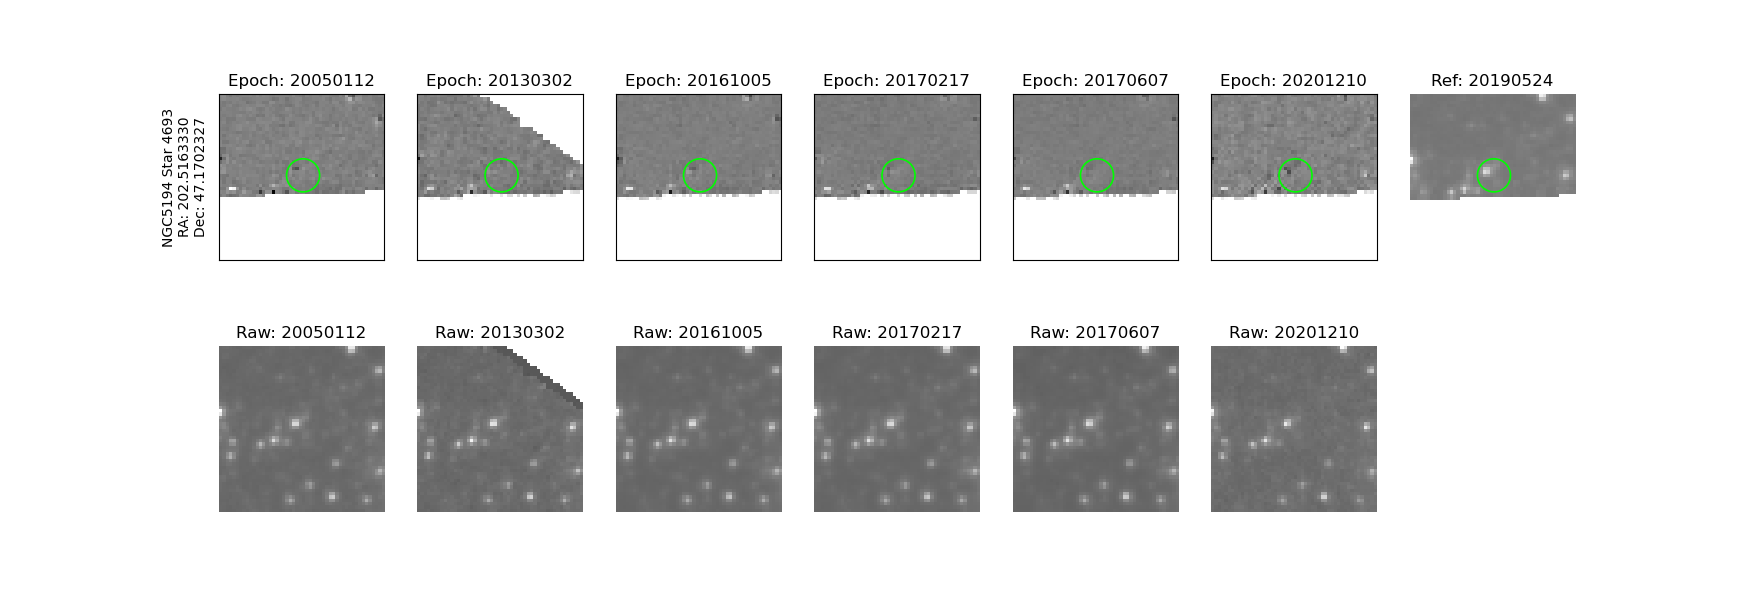 NGC5194 Star 4693
RA: 202.5163330
Dec: 47.1702327
Epoch: 20050112
Epoch: 20130302
Epoch: 20161005
Epoch: 20170217
Epoch: 20170607
Epoch: 20201210
Ref: 20190524
Raw: 20050112
Raw: 20130302
Raw: 20161005
Raw: 20170217
Raw: 20170607
Raw: 20201210